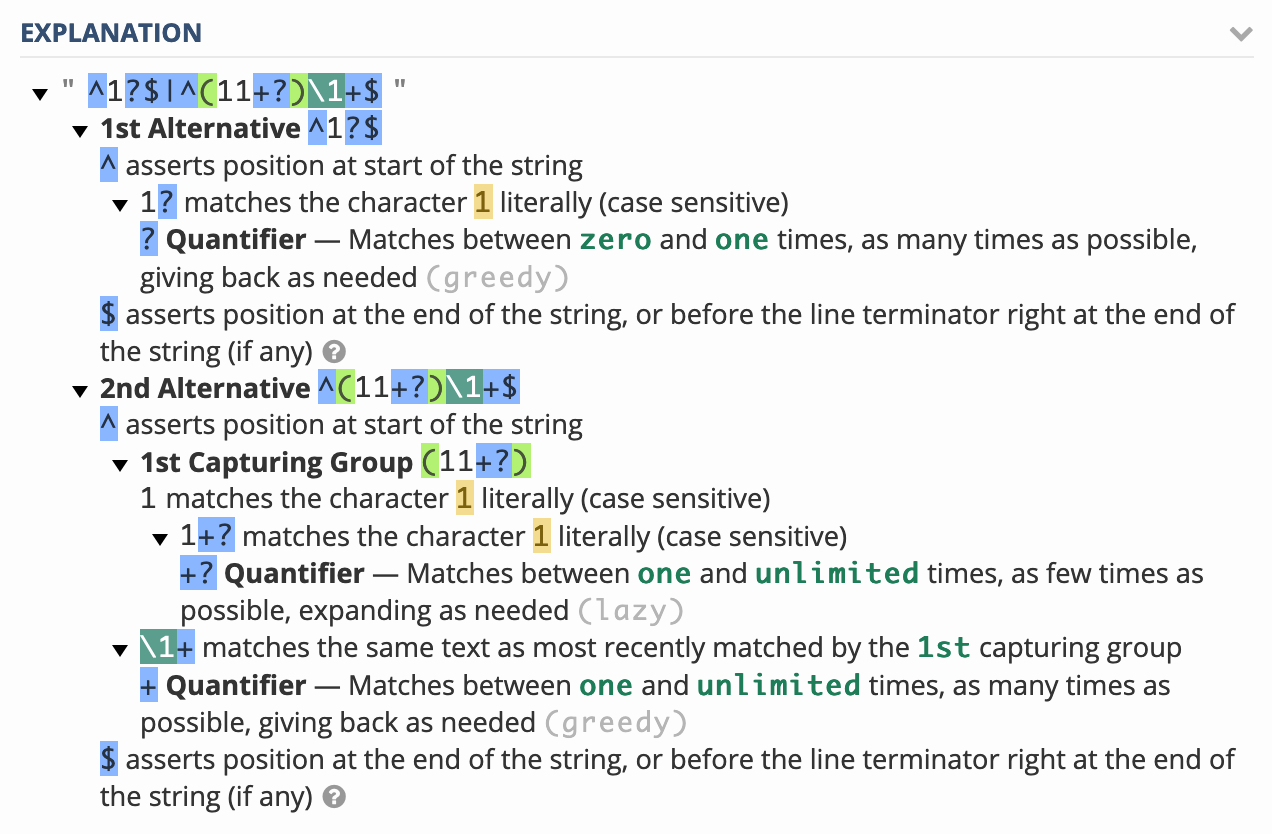 EXPLANATION
" ^1?$|^(11+?)\1+$ "
1st Alternative ^1?$
^ asserts position at start of the string
1? matches the character 1 literally (case sensitive)
? Quantifier — Matches between zero and one times, as many times as possible,
giving back as needed (greedy)
$ asserts position at the end of the string, or before the line terminator right at the end of
the string (if any) ?
2nd Alternative ^(11+?)\1+$
^ asserts position at start of the string
1st Capturing Group (11+?)
1 matches the character 1 literally (case sensitive)
1+? matches the character 1 literally (case sensitive)
+? Quantifier — Matches between one and unlimited times, as few times as
possible, expanding as needed (lazy)
\1+ matches the same text as most recently matched by the 1st capturing group
+ Quantifier — Matches between one and unlimited times, as many times as
possible, giving back as needed (greedy)
$ asserts position at the end of the string, or before the line terminator right at the end of
the string (if any) ?